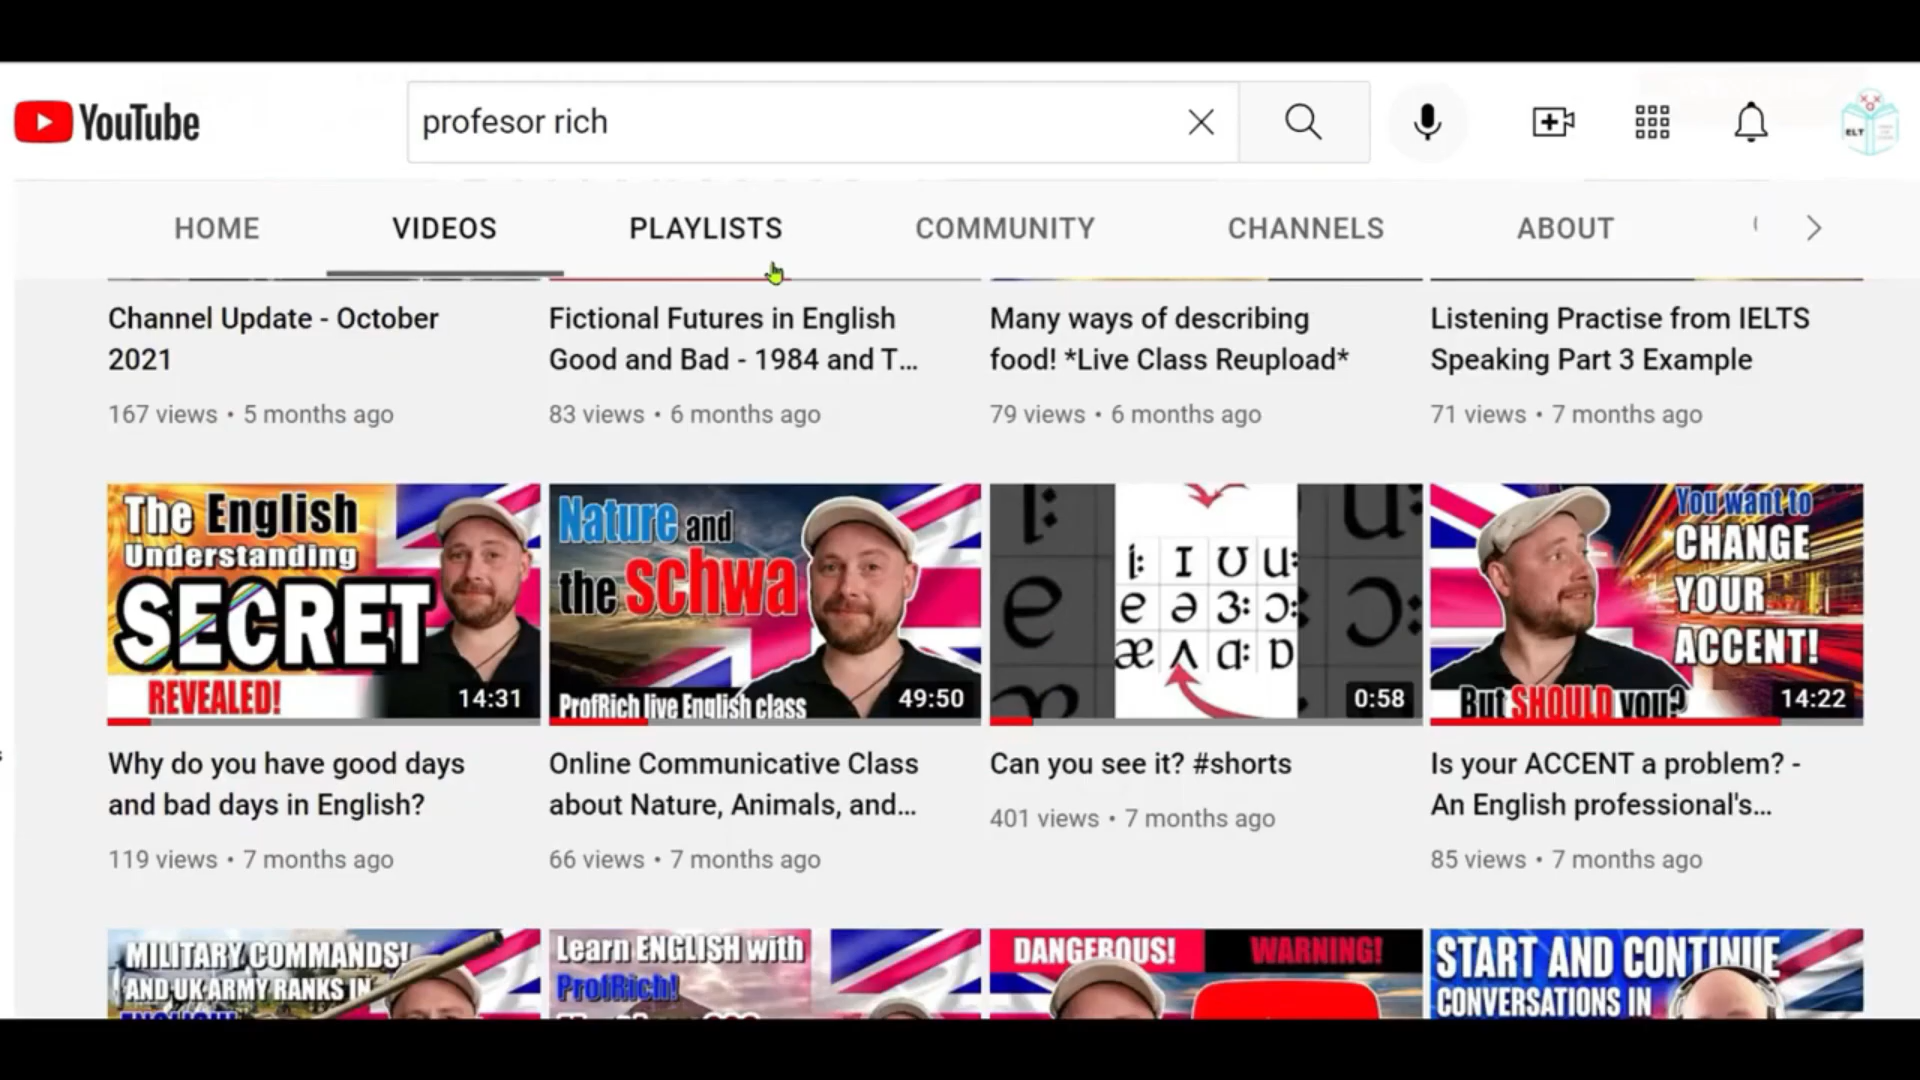 YouTube
profesor rich
ELT
HOME VIDEOS PLAYLISTS COMMUNITY CHANNELS ABOUT
Channel Update - October
2021
167 views • 5 months ago
Fictional Futures in English
Good and Bad - 1984 and T...
83 views • 6 months ago
Many ways of describing
food! *Live Class Reupload*
79 views • 6 months ago
Listening Practise from IELTS
Speaking Part 3 Example
71 views • 7 months ago
The English
Understanding
SECRET
REVEALED!
14:31
Nature and
the schwa
ProfRich live English class
49:50
i: ɪ ʊ u:
e ə ɜ: ɔ:
æ ʌ ɑ: ɒ
0:58
You want to
CHANGE
YOUR
ACCENT!
But SHOULD you?
14:22
Why do you have good days
and bad days in English?
119 views • 7 months ago
Online Communicative Class
about Nature, Animals, and...
66 views • 7 months ago
Can you see it? #shorts
401 views • 7 months ago
Is your ACCENT a problem? -
An English professional's...
85 views • 7 months ago
MILITARY COMMANDS!
AND UK ARMY RANKS IN
ENGLISH!
Learn ENGLISH with
ProfRich!
DANGEROUS! WARNING!
START AND CONTINUE
CONVERSATIONS IN